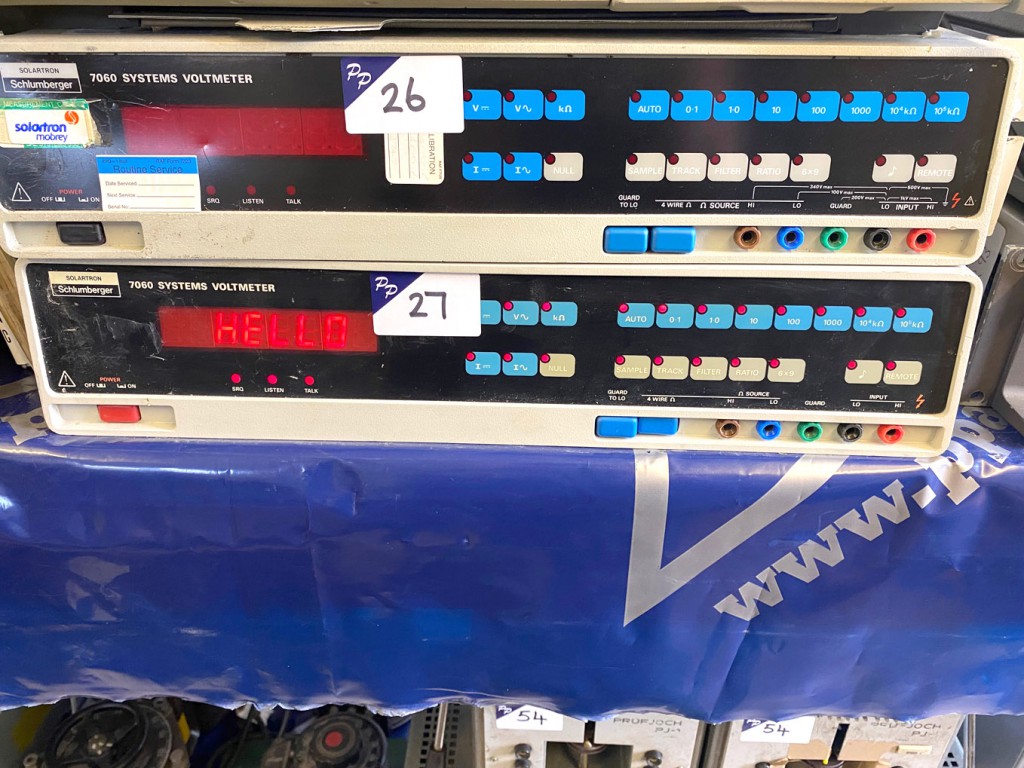 SOLARTRON
Schlumberger
7060 SYSTEMS VOLTMETER
PP
26
solartron
mobrey
CALIBRATION
Routine Service
Date Serviced
Next Service
Serial No.
POWER
OFF ON
SRQ LISTEN TALK
V V∿ kΩ
I I∿ NULL
AUTO 0·1 1·0 10 100 1000 10⁴kΩ 10⁵kΩ
SAMPLE TRACK FILTER RATIO 6×9 ♪ REMOTE
240V max 600V max
100V max
200V max 1kV max
GUARD
TO LO
4 WIRE Ω Ω SOURCE HI LO GUARD LO INPUT HI
SOLARTRON
Schlumberger
7060 SYSTEMS VOLTMETER
PP
27
HELLO
POWER
OFF ON
SRQ LISTEN TALK
V∿ kΩ
I I∿ NULL
AUTO 0·1 1·0 10 100 1000 10⁴kΩ 10⁵kΩ
SAMPLE TRACK FILTER RATIO 6×9 ♪ REMOTE
GUARD
TO LO
4 WIRE Ω HI Ω SOURCE LO GUARD LO INPUT HI
www.pp
PP
54
PRÜFJOCH
PJ-
PP
54